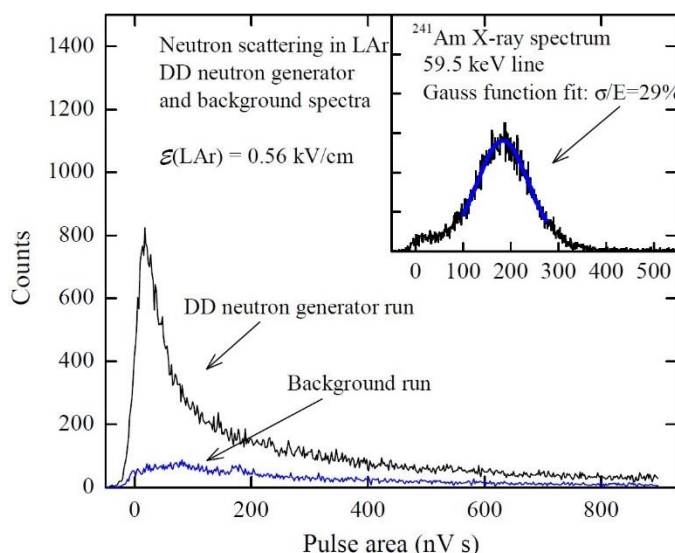 1400
1200
1000
800
600
400
200
0
Counts
0
200
400
600
800
Pulse area (nV s)
Neutron scattering in LAr
DD neutron generator
and background spectra
ℰ(LAr) = 0.56 kV/cm
DD neutron generator run
Background run
²⁴¹Am X-ray spectrum
59.5 keV line
Gauss function fit: σ/E=29%
0
100
200
300
400
500